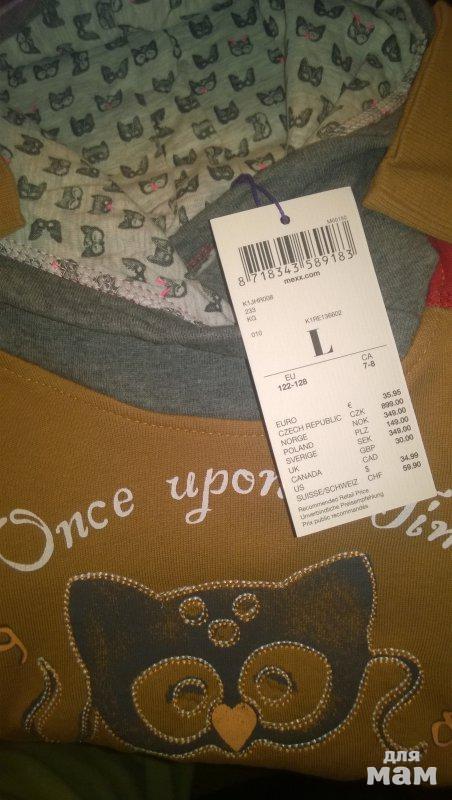 M00150
8 718343 589183
mexx.com
K1JHR008
233
KG
K1RE136602
010
L
EU CA
122-128 7-8
EURO € 35.95
CZECH REPUBLIC CZK 899.00
NORGE NOK 349.00
POLAND PLZ 149.00
SVERIGE SEK 349.00
UK GBP 30.00
CANADA CAD
US $ 34.99
SUISSE/SCHWEIZ CHF 59.90
Recommended Retail Price
Unverbindliche Preisempfehlung
Prix public recommandés
Once upon Tim
для
мам